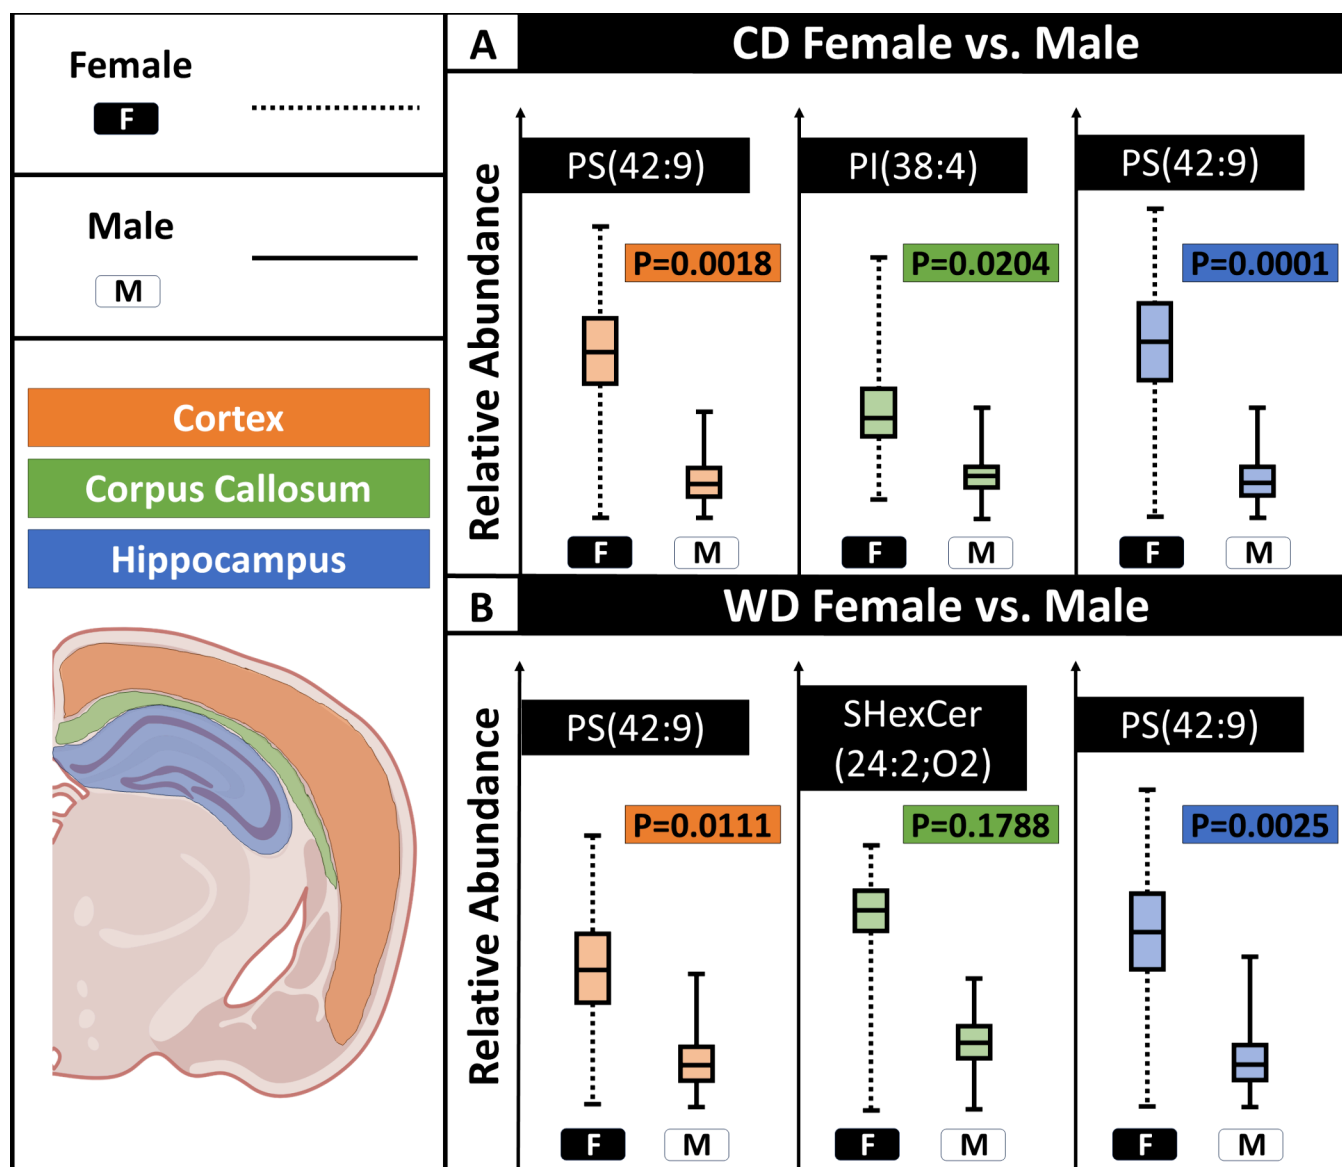 Female
F
Male
M
Cortex
Corpus Callosum
Hippocampus
A
CD Female vs. Male
Relative Abundance
PS(42:9)
P=0.0018
F
M
PI(38:4)
P=0.0204
F
M
PS(42:9)
P=0.0001
F
M
B
WD Female vs. Male
Relative Abundance
PS(42:9)
P=0.0111
F
M
SHexCer
(24:2;O2)
P=0.1788
F
M
PS(42:9)
P=0.0025
F
M